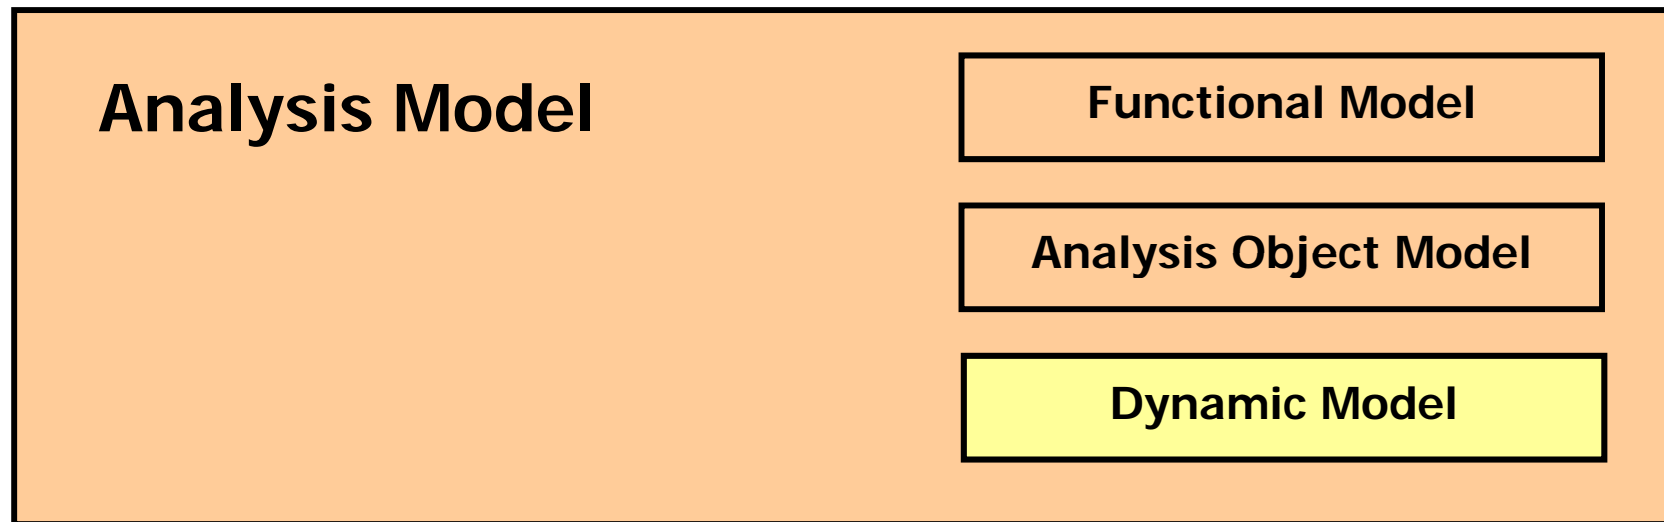 Analysis Model
Functional Model
Analysis Object Model
Dynamic Model